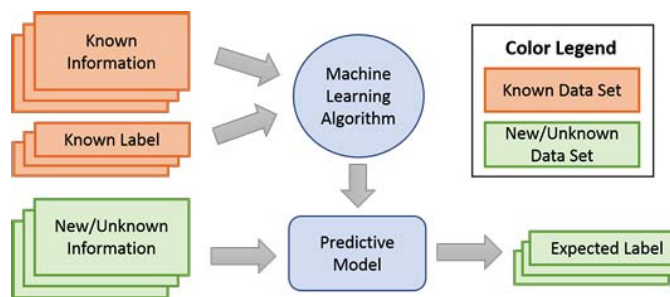 Known
Information
Known Label
New/Unknown
Information
Machine
Learning
Algorithm
Predictive
Model
Expected Label
Color Legend
Known Data Set
New/Unknown
Data Set